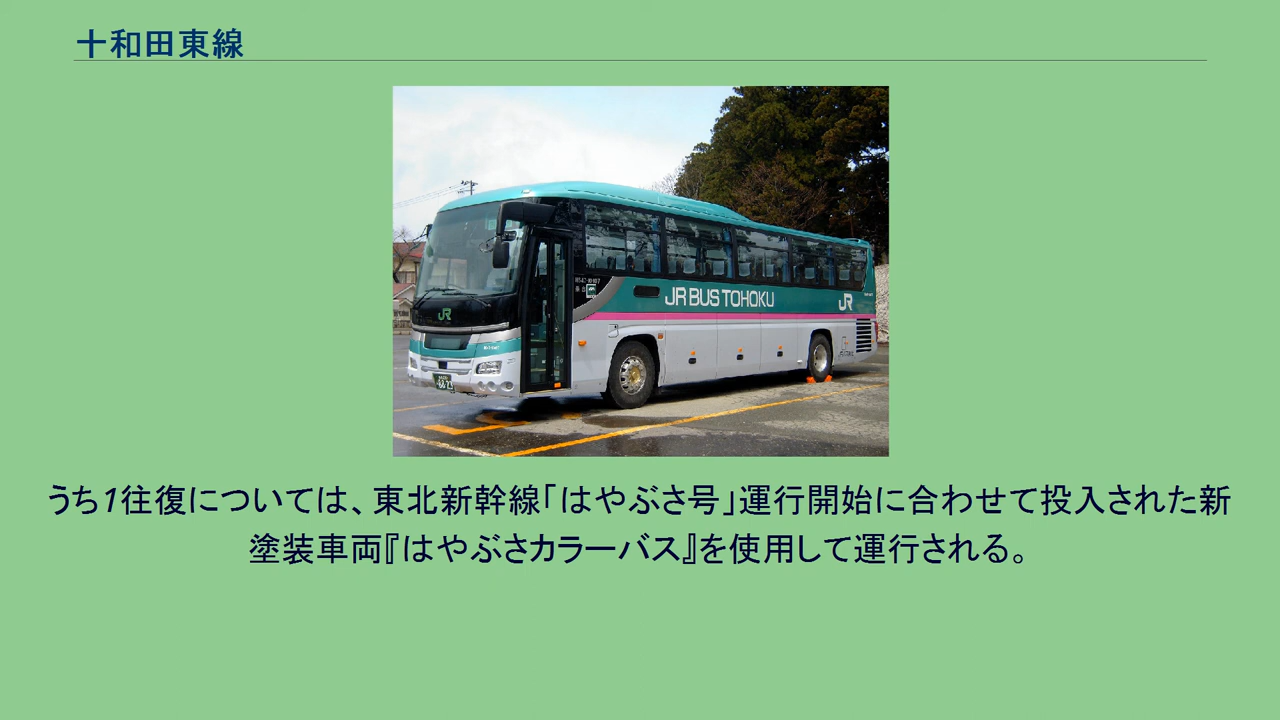 十和田東線
JR BUS TOHOKU
JR
JR
うち1往復については、東北新幹線「はやぶさ号」運行開始に合わせて投入された新
塗装車両『はやぶさカラーバス』を使用して運行される。